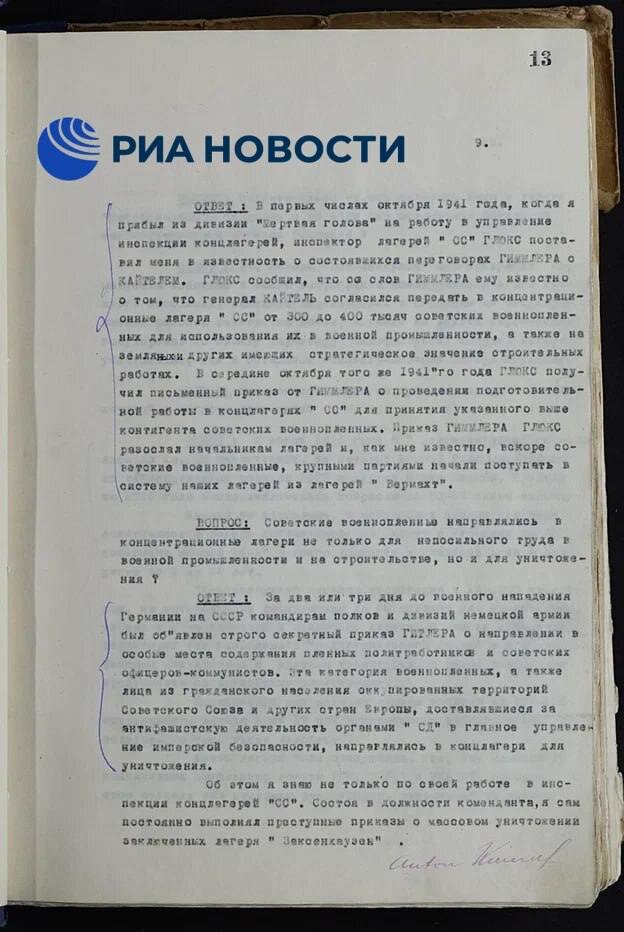 13
РИА НОВОСТИ
9.
ОТВЕТ : В первых числах октября 1941 года, когда я
прибыл из дивизии "Мертвая голова" на работу в управление
инспекции концлагерей, инспектор лагерей " СС" ГЛЮКС поста-
вил меня в известность о состоявшихся переговорах ГИММЛЕРА с
КАЙТЕЛЕМ. ГЛЮКС сообщил, что со слов ГИММЛЕРА ему известно
о том, что генерал КАЙТЕЛЬ согласился передать в концентраци-
онные лагеря " СС" от 300 до 400 тысяч советских военноплен-
ных для использования их в военной промышленности, а также на
земляных и других имеющих стратегическое значение строительных
работах. В середине октября того же 1941"го года ГЛЮКС полу-
чил письменный приказ от ГИММЛЕРА о проведении подготовитель-
ной работы в концлагерях " СС" для принятия указанного выше
контигента советских военнопленных. Приказ ГИММЛЕРА ГЛЮКС
разослал начальникам лагерей и, как мне известно, вскоре со-
ветские военнопленные, крупными партиями начали поступать в
систему наших лагерей из лагерей " Вермахт".
ВОПРОС: Советские военнопленные направлялись в
концентрационные лагери не только для непосильного труда в
военной промышленности и на строительстве, но и для уничтоже-
ния ?
ОТВЕТ : За два или три дня до военного нападения
Германии на СССР командирам полков и дивизий немецкой армии
был об"явлен строго секретный приказ ГИТЛЕРА о направлении в
особые места содержания пленных политработников и советских
офицеров-коммунистов. Эта категория военнопленных, а также
лица из гражданского населения оккупированных территорий
Советского Союза и других стран Европы, доставлявшиеся за
антифашистскую деятельность органами " СД" в главное управле-
ние имперской безопасности, направлялись в концлагери для
уничтожения.
Об этом я знаю не только по своей работе в инс-
пекции концлагерей "СС". Состоя в должности коменданта,я сам
постоянно выполнял преступные приказы о массовом уничтожении
заключенных лагеря " Заксенхаузен" .
Anton